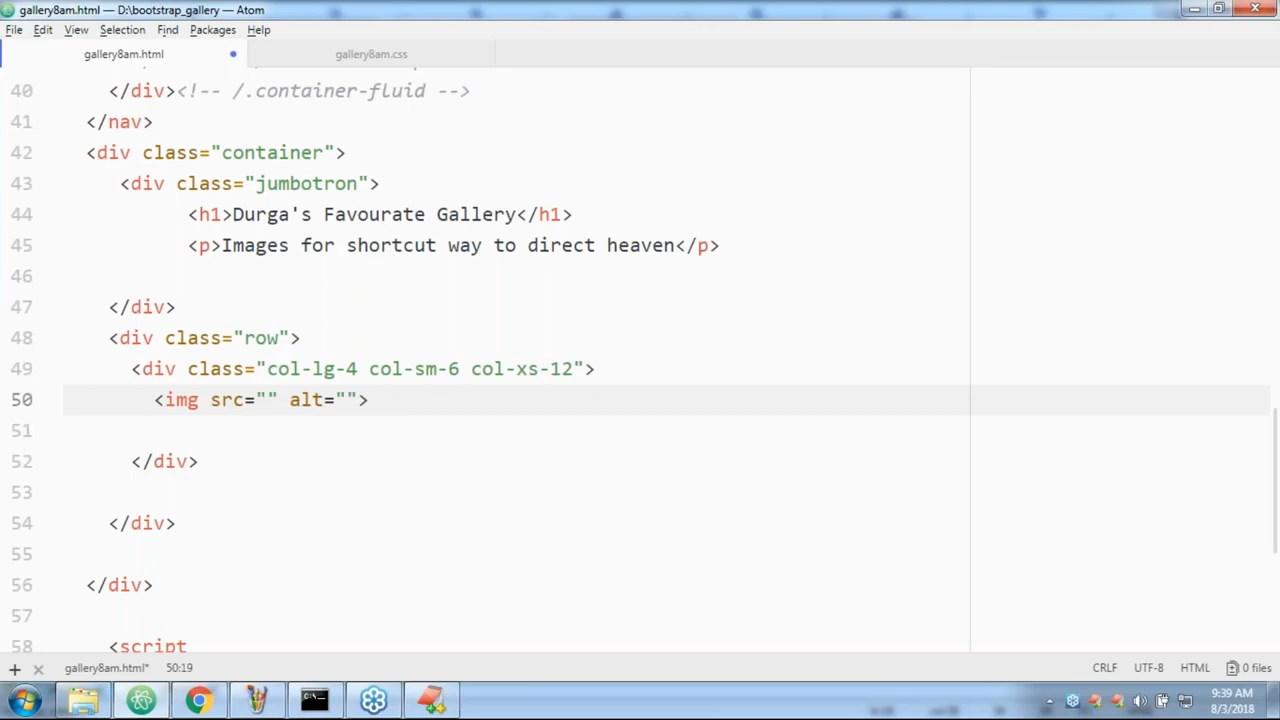 gallery8am.html — D:\bootstrap_gallery — Atom
File Edit View Selection Find Packages Help
gallery8am.html gallery8am.css
40 </div><!-- /.container-fluid -->
41 </nav>
42 <div class="container">
43 <div class="jumbotron">
44 <h1>Durga's Favourate Gallery</h1>
45 <p>Images for shortcut way to direct heaven</p>
46
47 </div>
48 <div class="row">
49 <div class="col-lg-4 col-sm-6 col-xs-12">
50 <img src="" alt="">
51
52 </div>
53
54 </div>
55
56 </div>
57
58 <script
gallery8am.html* 50:19 CRLF UTF-8 HTML 0 files
9:39 AM
8/3/2018